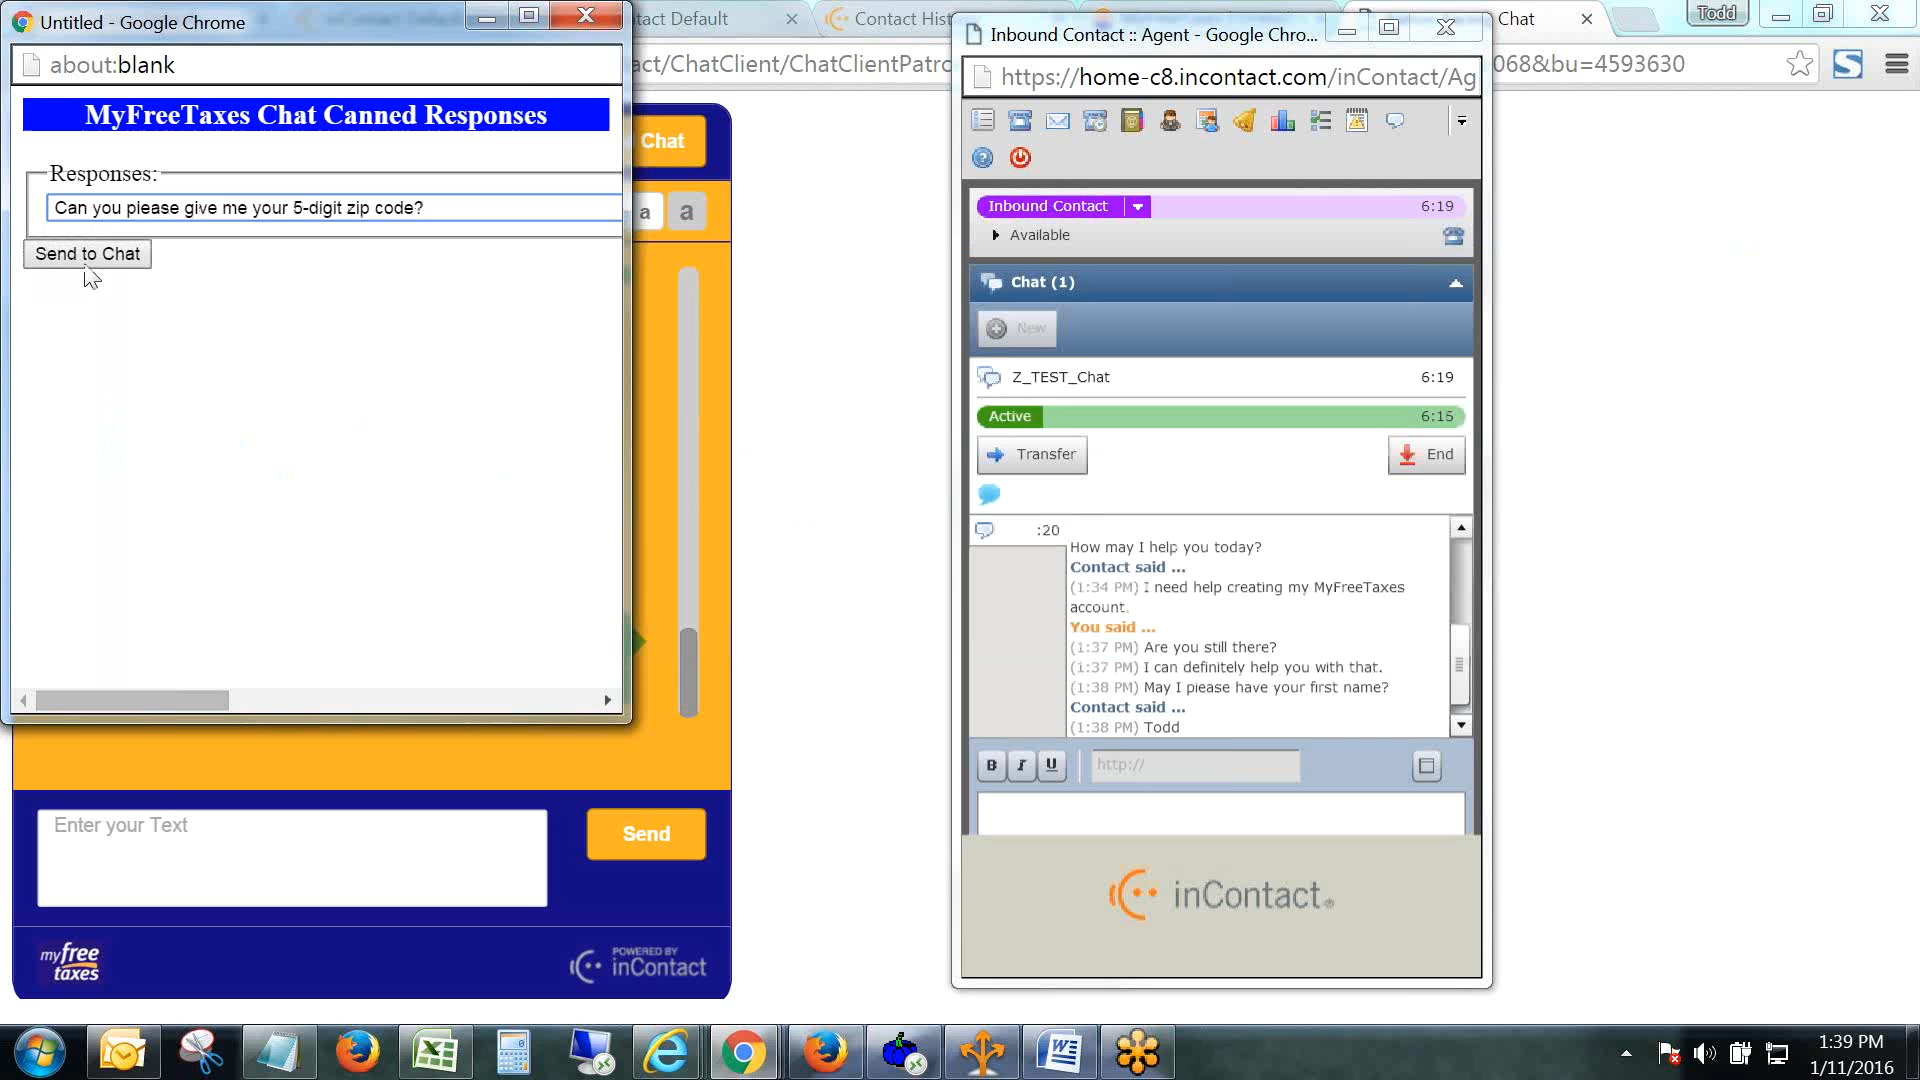 Untitled - Google Chrome
about:blank
MyFreeTaxes Chat Canned Responses
Responses:
Can you please give me your 5-digit zip code?
Send to Chat
tact Default
Contact Hist
Chat
Todd
act/ChatClient/ChatClientPatro
068&bu=4593630
Chat
a
a
Enter your Text
Send
my free taxes
POWERED BY
inContact
Inbound Contact :: Agent - Google Chro...
https://home-c8.incontact.com/inContact/Ag
Inbound Contact
6:19
Available
Chat (1)
New
Z_TEST_Chat
6:19
Active
6:15
Transfer
End
:20
How may I help you today?
Contact said ...
(1:34 PM) I need help creating my MyFreeTaxes
account.
You said ...
(1:37 PM) Are you still there?
(1:37 PM) I can definitely help you with that.
(1:38 PM) May I please have your first name?
Contact said ...
(1:38 PM) Todd
B I U
http://
inContact
1:39 PM
1/11/2016